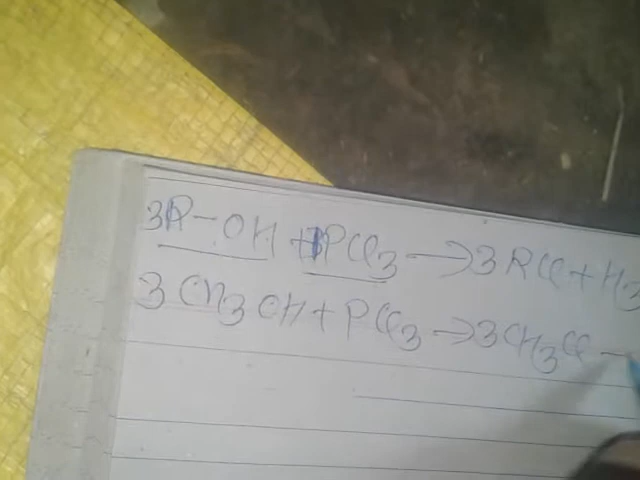 3R-OH + PCl3 → 3RCl + H3
3CH3OH + PCl3 → 3CH3Cl